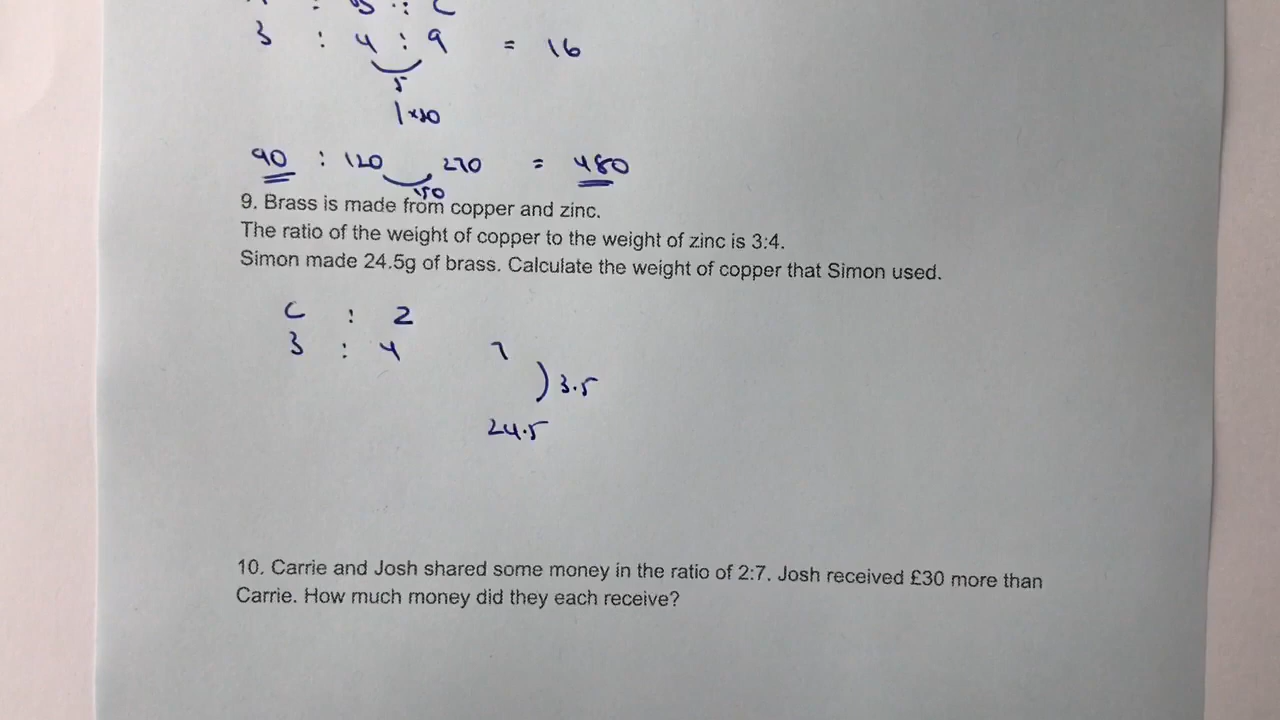 3 : 4 : 9 = 16
5
1 ×30
90 : 120 270 = 480
150
9. Brass is made from copper and zinc.
The ratio of the weight of copper to the weight of zinc is 3:4.
Simon made 24.5g of brass. Calculate the weight of copper that Simon used.
C : Z
3 : 4 7
) 3.5
24.5
10. Carrie and Josh shared some money in the ratio of 2:7. Josh received £30 more than
Carrie. How much money did they each receive?